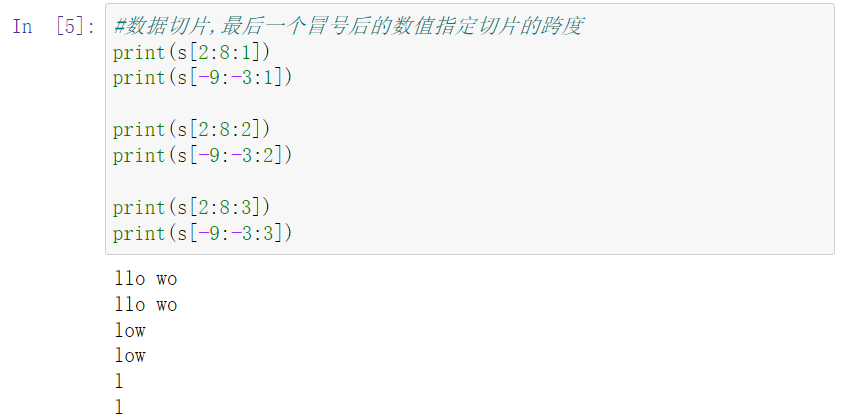 In [5]: #数据切片,最后一个冒号后的数值指定切片的跨度
print(s[2:8:1])
print(s[-9:-3:1])
print(s[2:8:2])
print(s[-9:-3:2])
print(s[2:8:3])
print(s[-9:-3:3])
llo wo
llo wo
low
low
l
l